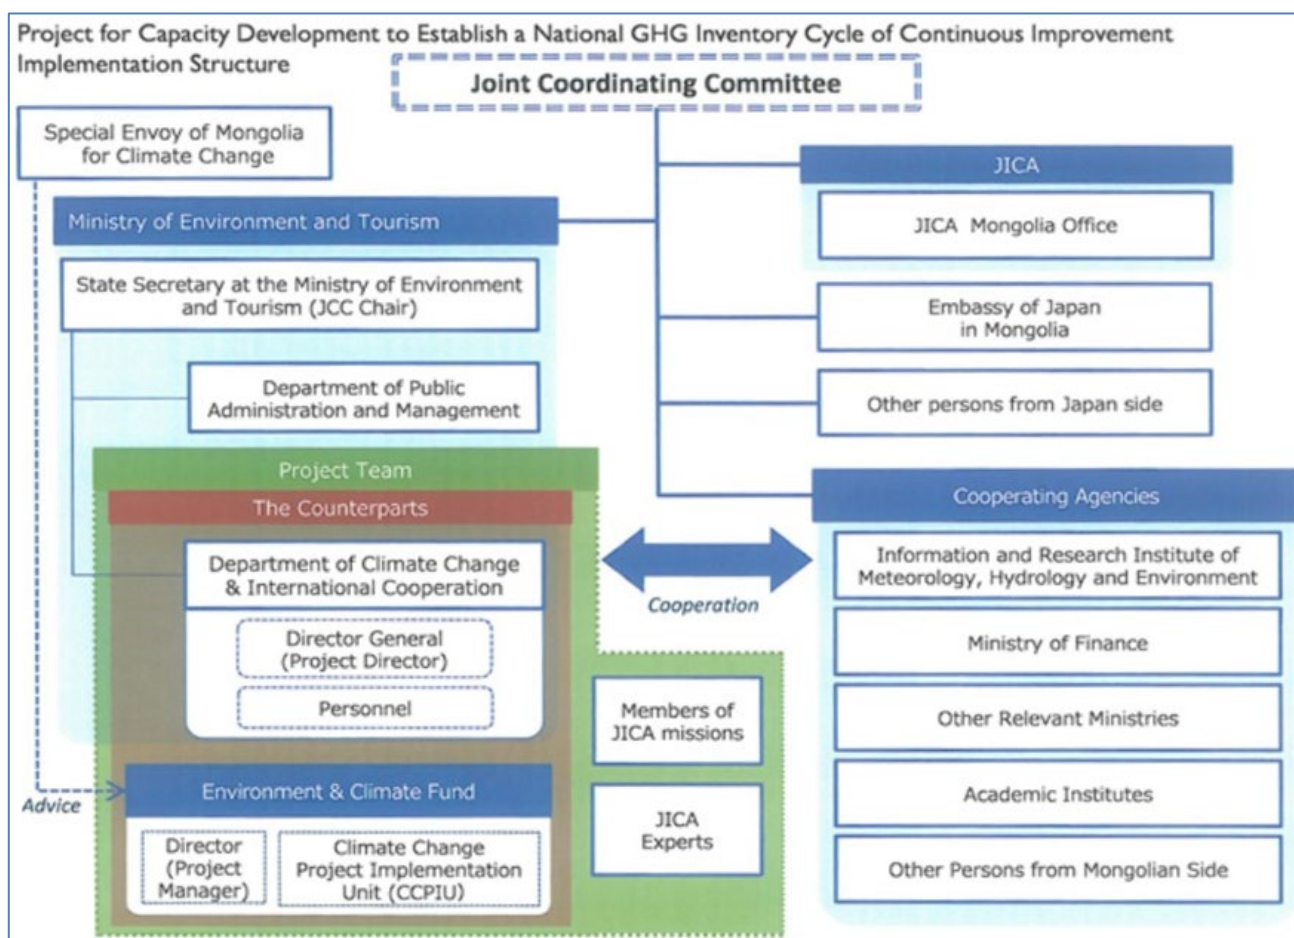 Project for Capacity Development to Establish a National GHG Inventory Cycle of Continuous Improvement
Implementation Structure
Joint Coordinating Committee
Special Envoy of Mongolia
for Climate Change
JICA
JICA Mongolia Office
Ministry of Environment and Tourism
State Secretary at the Ministry of Environment
and Tourism (JCC Chair)
Embassy of Japan
in Mongolia
Department of Public
Administration and Management
Other persons from Japan side
Project Team
The Counterparts
Cooperating Agencies
Department of Climate Change
& International Cooperation
Cooperation
Information and Research Institute of
Meteorology, Hydrology and Environment
Director General
(Project Director)
Ministry of Finance
Personnel
Members of
JICA missions
Other Relevant Ministries
Advice
Environment & Climate Fund
Academic Institutes
Director
(Project
Manager)
Climate Change
Project Implementation
Unit (CCPIU)
JICA
Experts
Other Persons from Mongolian Side